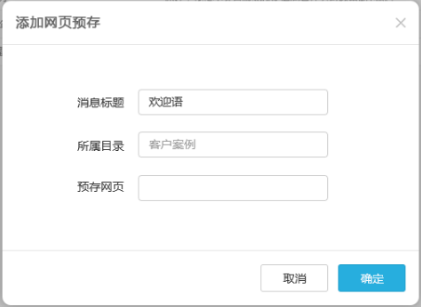 添加网页预存
消息标题 欢迎语
所属目录 客户案例
预存网页
取消 确定